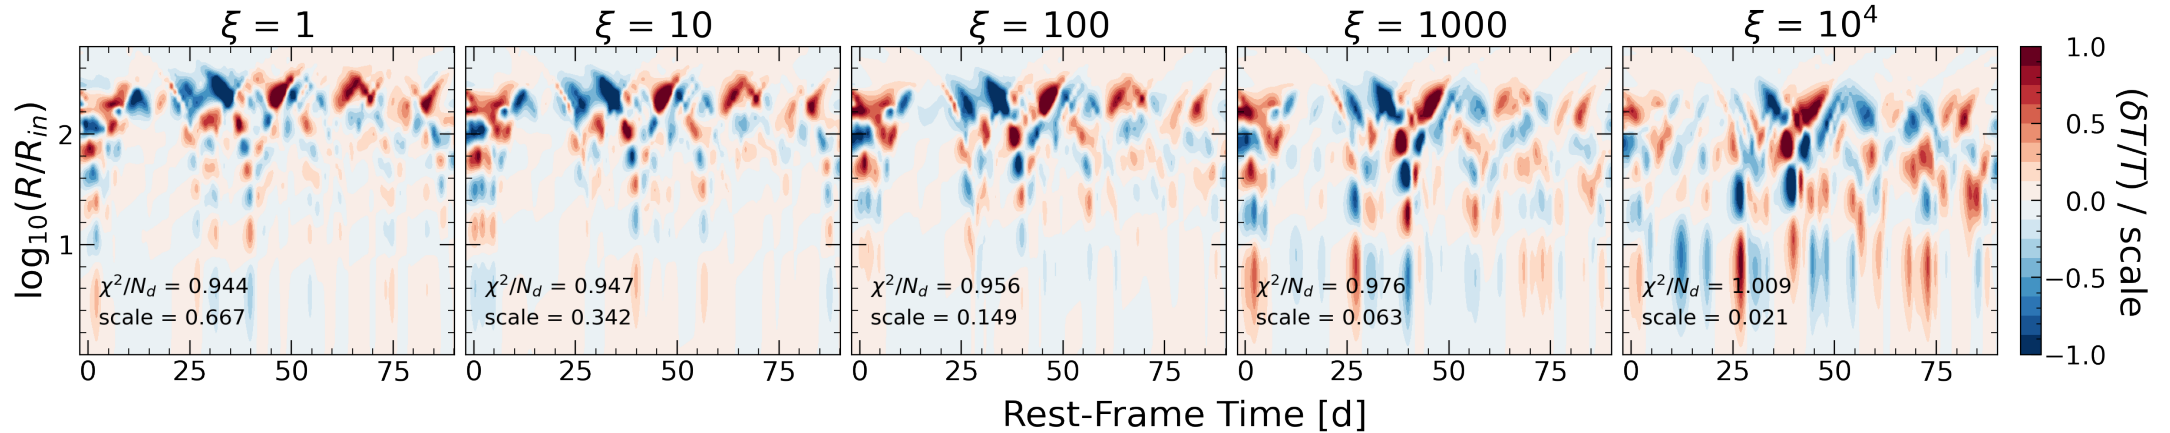 ξ = 1
ξ = 10
ξ = 100
ξ = 1000
ξ = 10⁴
log₁₀(R/R_in)
2
1
χ²/N_d = 0.944
scale = 0.667
χ²/N_d = 0.947
scale = 0.342
χ²/N_d = 0.956
scale = 0.149
χ²/N_d = 0.976
scale = 0.063
χ²/N_d = 1.009
scale = 0.021
0 25 50 75
0 25 50 75
0 25 50 75
0 25 50 75
0 25 50 75
Rest-Frame Time [d]
1.0
0.5
0.0
−0.5
−1.0
(δT/T) / scale